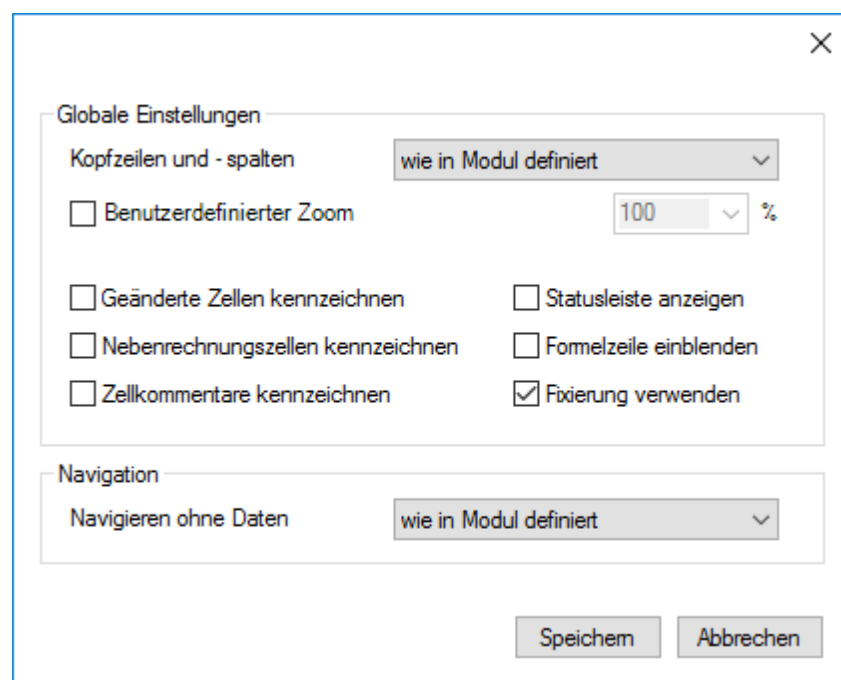 Globale Einstellungen
Kopfzeilen und - spalten wie in Modul definiert
Benutzerdefinierter Zoom 100 %
Geänderte Zellen kennzeichnen Statusleiste anzeigen
Nebenrechnungszellen kennzeichnen Formelzeile einblenden
Zellkommentare kennzeichnen Fixierung verwenden
Navigation
Navigieren ohne Daten wie in Modul definiert
Speichern Abbrechen